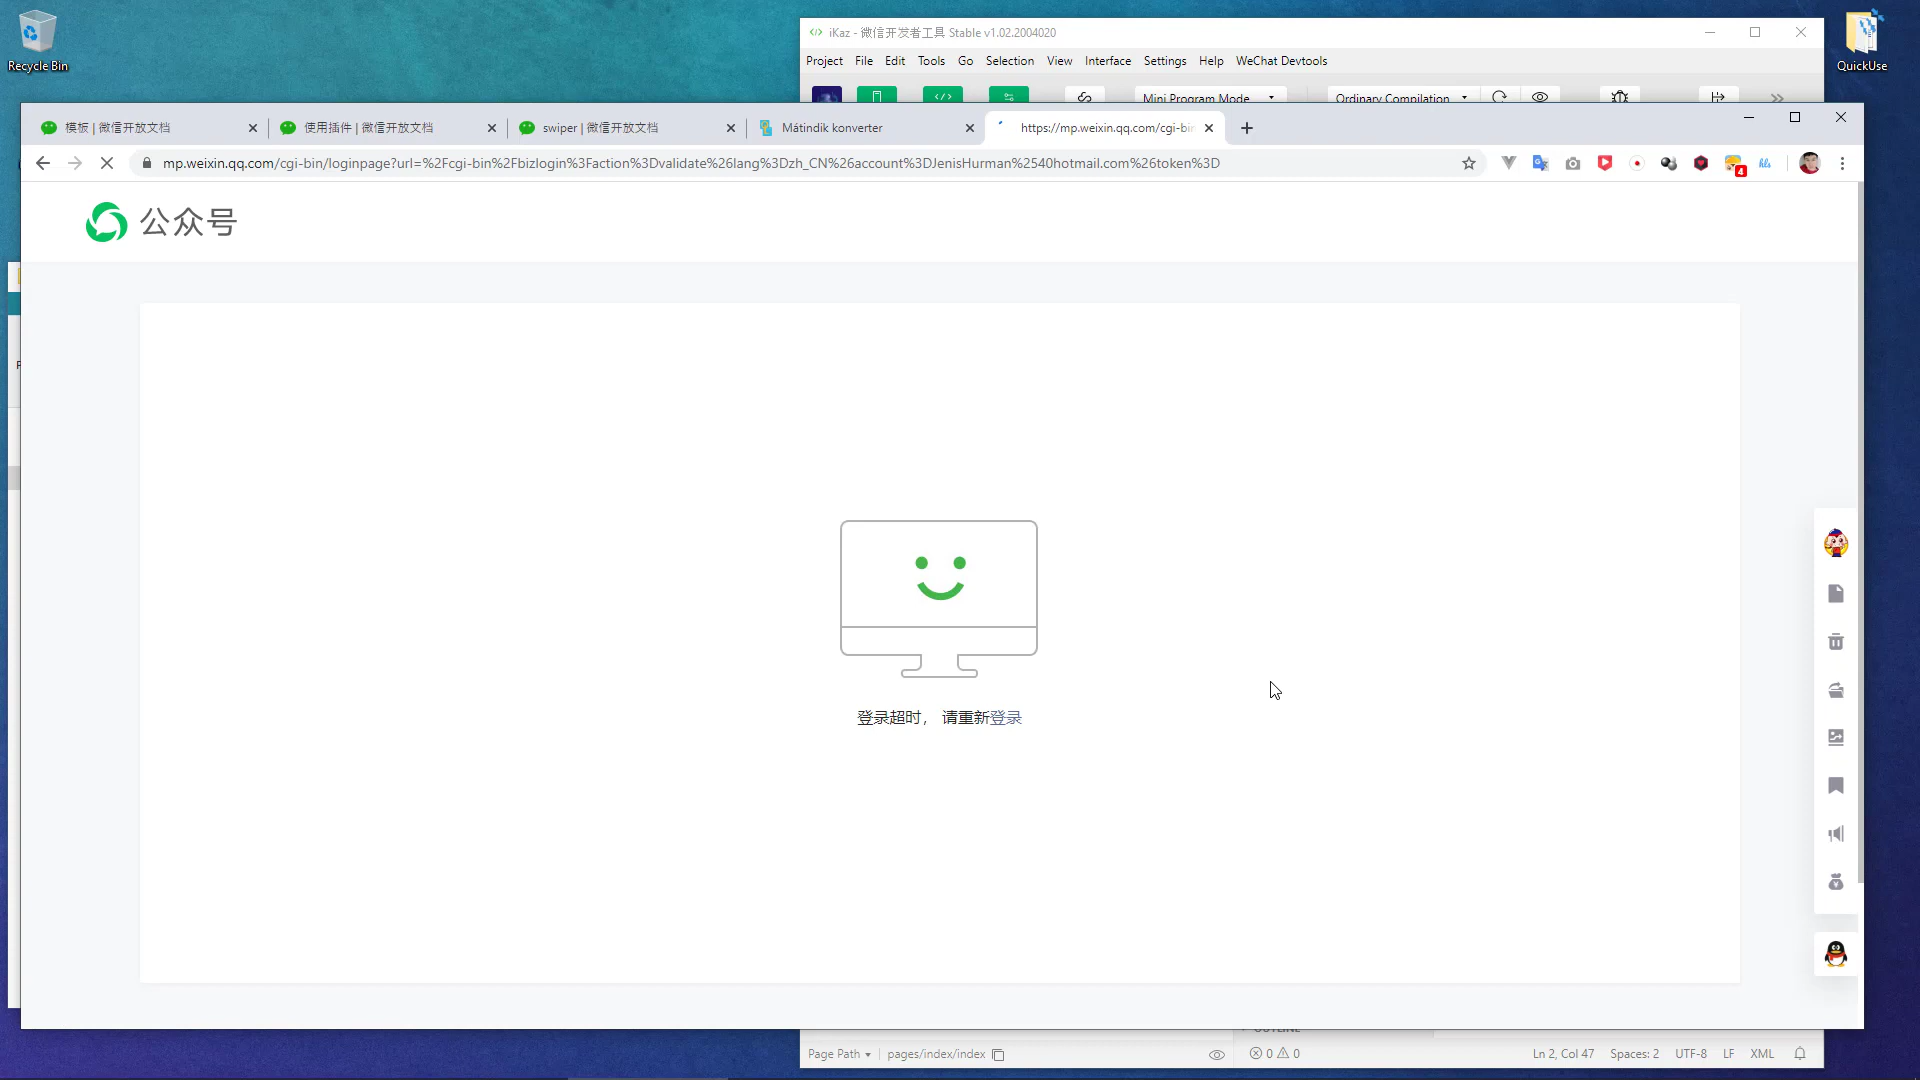 Recycle Bin
QuickUse
iKaz - 微信开发者工具 Stable v1.02.2004020
Project File Edit Tools Go Selection View Interface Settings Help WeChat Devtools
Mini Program Mode
Ordinary Compilation
模板 | 微信开放文档
使用插件 | 微信开放文档
swiper | 微信开放文档
Mátindik konverter
https://mp.weixin.qq.com/cgi-bin
mp.weixin.qq.com/cgi-bin/loginpage?url=%2Fcgi-bin%2Fbizlogin%3Faction%3Dvalidate%26lang%3Dzh_CN%26account%3DJenisHurman%2540hotmail.com%26token%3D
4
hls
公众号
登录超时， 请重新登录
OUTLINE
Page Path
pages/index/index
0 0
Ln 2, Col 47 Spaces: 2 UTF-8 LF XML